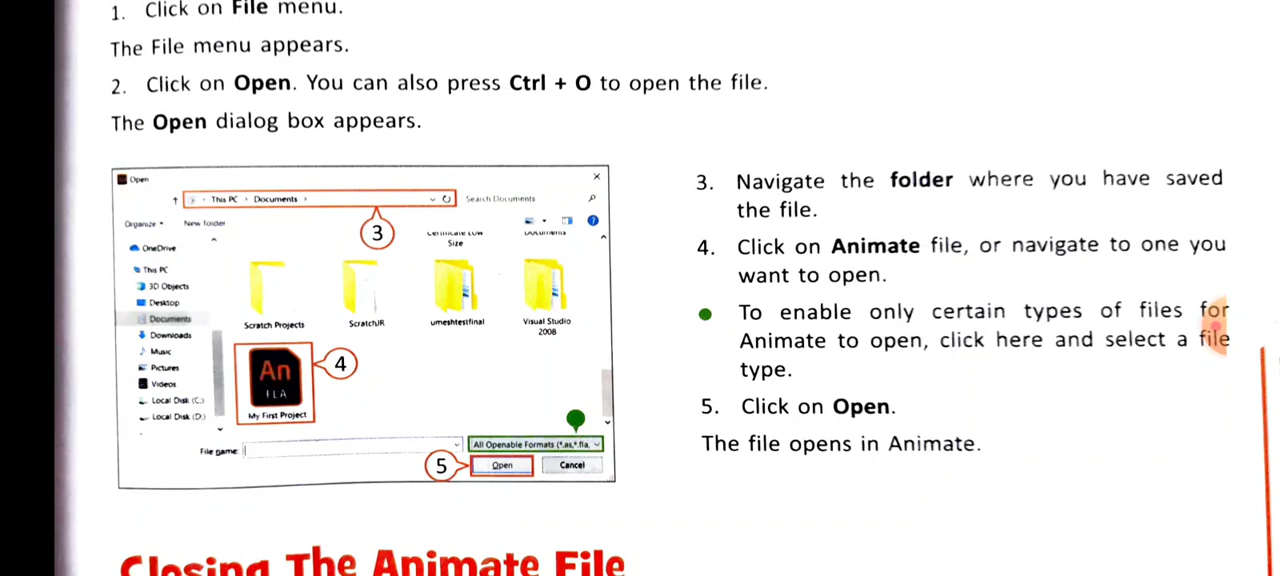 1. Click on File menu.
The File menu appears.
2. Click on Open. You can also press Ctrl + O to open the file.
The Open dialog box appears.
Open
This PC > Documents >
Search Documents
Organize
New folder
OneDrive
This PC
3D Objects
Desktop
Documents
Downloads
Music
Pictures
Videos
Local Disk (C:)
Local Disk (D:)
3
Certificate Low
Size
Documents
Scratch Projects
ScratchJR
umeshtestfinal
Visual Studio
2008
An
FLA
My First Project
4
File name:
All Openable Formats (*.as,*.fla,
5
Open
Cancel
3. Navigate the folder where you have saved
the file.
4. Click on Animate file, or navigate to one you
want to open.
● To enable only certain types of files for
Animate to open, click here and select a file
type.
5. Click on Open.
The file opens in Animate.
Closing The Animate File